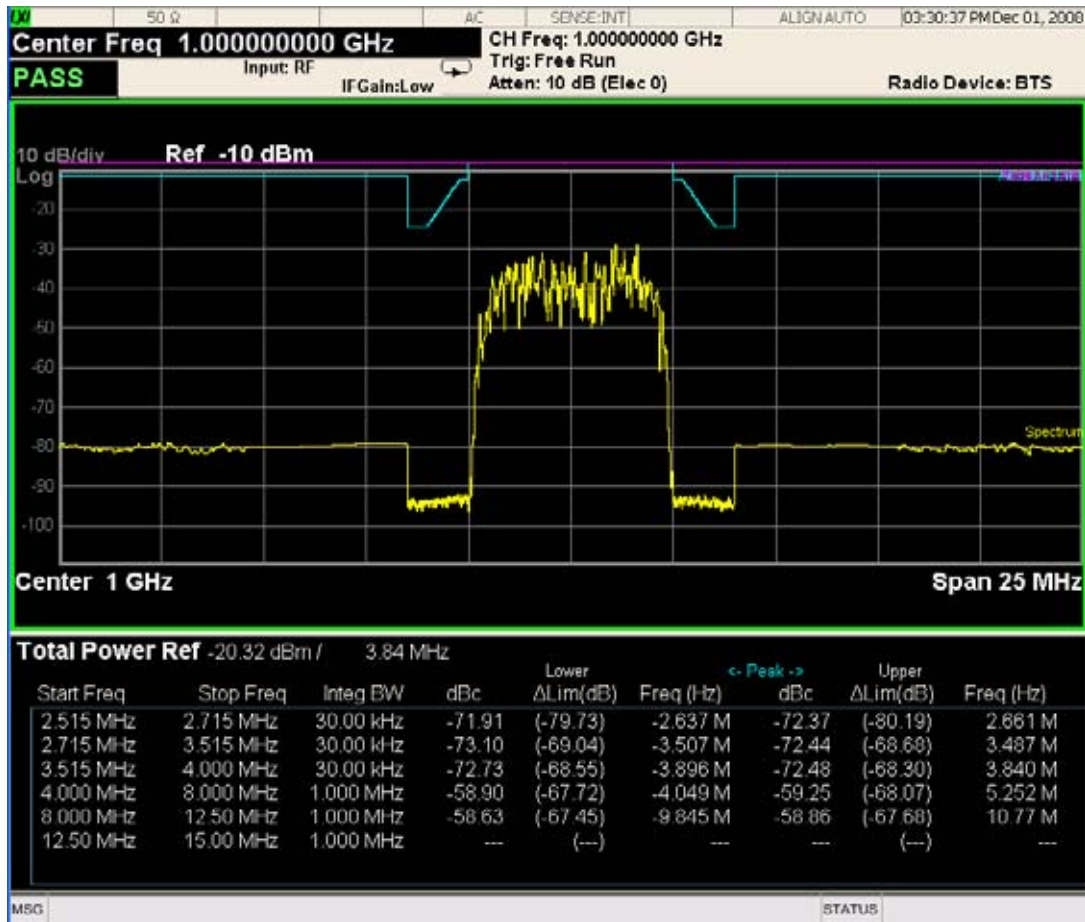 LXI 50 Ω AC SENSE:INT ALIGN AUTO 03:30:37 PM Dec 01, 2008
Center Freq 1.000000000 GHz CH Freq: 1.000000000 GHz
Trig: Free Run
PASS Input: RF IFGain:Low Atten: 10 dB (Elec 0) Radio Device: BTS
10 dB/div Ref -10 dBm
Log
-20
-30
-40
-50
-60
-70
-80
Spectrum
-90
-100
Center 1 GHz Span 25 MHz
Total Power Ref -20.32 dBm / 3.84 MHz
Lower <- Peak -> Upper
Start Freq Stop Freq Integ BW dBc ΔLim(dB) Freq (Hz) dBc ΔLim(dB) Freq (Hz)
2.515 MHz 2.715 MHz 30.00 kHz -71.91 (-79.73) -2.637 M -72.37 (-80.19) 2.661 M
2.715 MHz 3.515 MHz 30.00 kHz -73.10 (-69.04) -3.507 M -72.44 (-68.68) 3.487 M
3.515 MHz 4.000 MHz 30.00 kHz -72.73 (-68.55) -3.896 M -72.48 (-68.30) 3.840 M
4.000 MHz 8.000 MHz 1.000 MHz -58.90 (-67.72) -4.049 M -59.25 (-68.07) 5.252 M
8.000 MHz 12.50 MHz 1.000 MHz -58.63 (-67.45) -9.845 M -58.86 (-67.68) 10.77 M
12.50 MHz 15.00 MHz 1.000 MHz --- (---) --- --- (---) ---
MSG STATUS